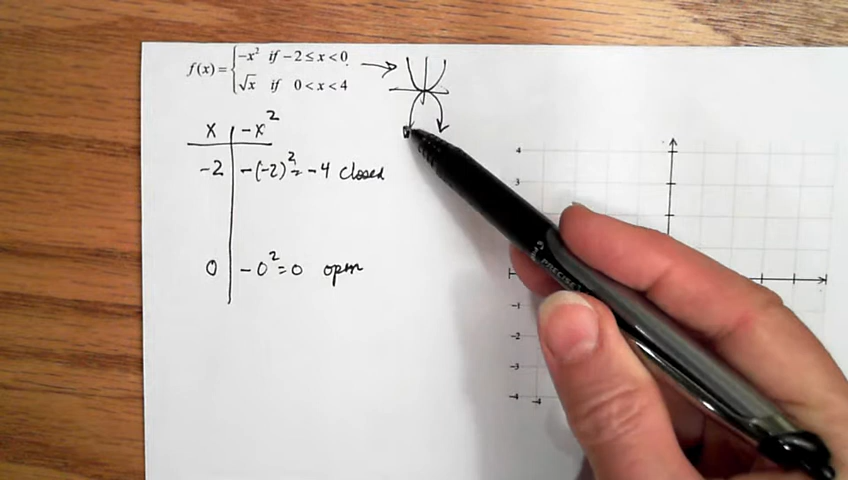 f(x) = { -x² if -2 ≤ x < 0
√x if 0 < x < 4
x -x²
-2 -(-2)² = -4 closed
0 -0² = 0 open
4
3
-1
-2
-3
-4
-4
PRECISE